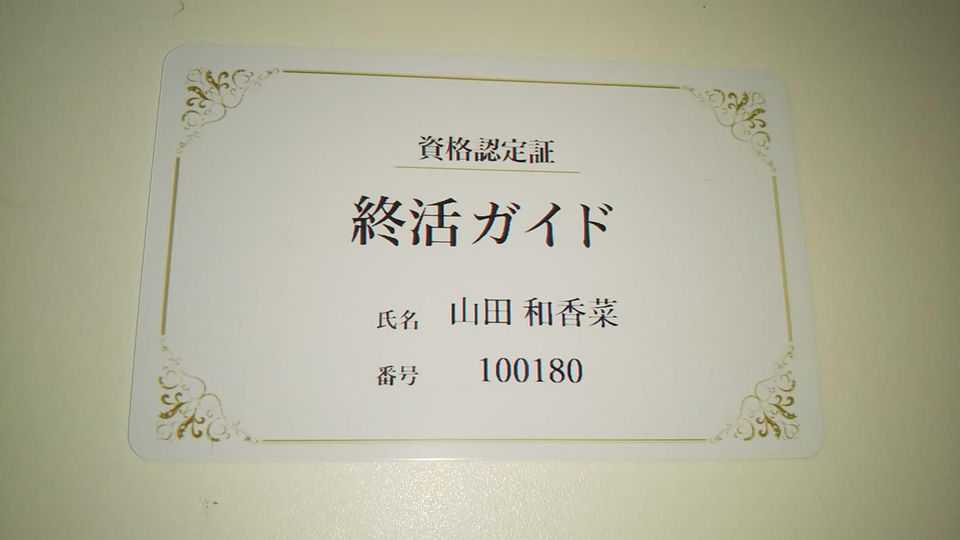 資格認定証
終活ガイド
氏名 山田 和香菜
番号 100180